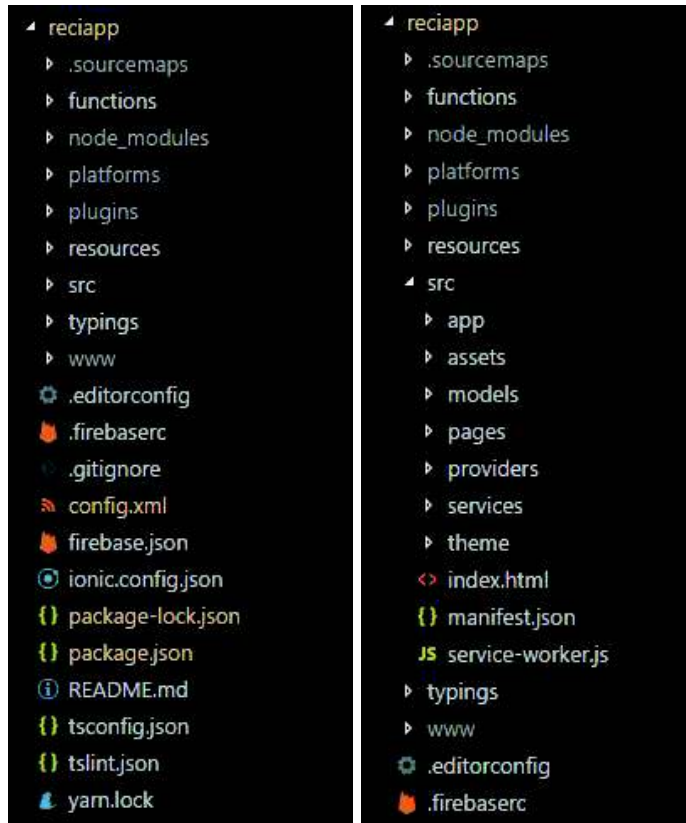 reciapp
.sourcemaps
functions
node_modules
platforms
plugins
resources
src
typings
www
.editorconfig
.firebaserc
.gitignore
config.xml
firebase.json
ionic.config.json
{} package-lock.json
{} package.json
README.md
{} tsconfig.json
{} tslint.json
yarn.lock
reciapp
.sourcemaps
functions
node_modules
platforms
plugins
resources
src
app
assets
models
pages
providers
services
theme
<> index.html
{} manifest.json
JS service-worker.js
typings
www
.editorconfig
.firebaserc